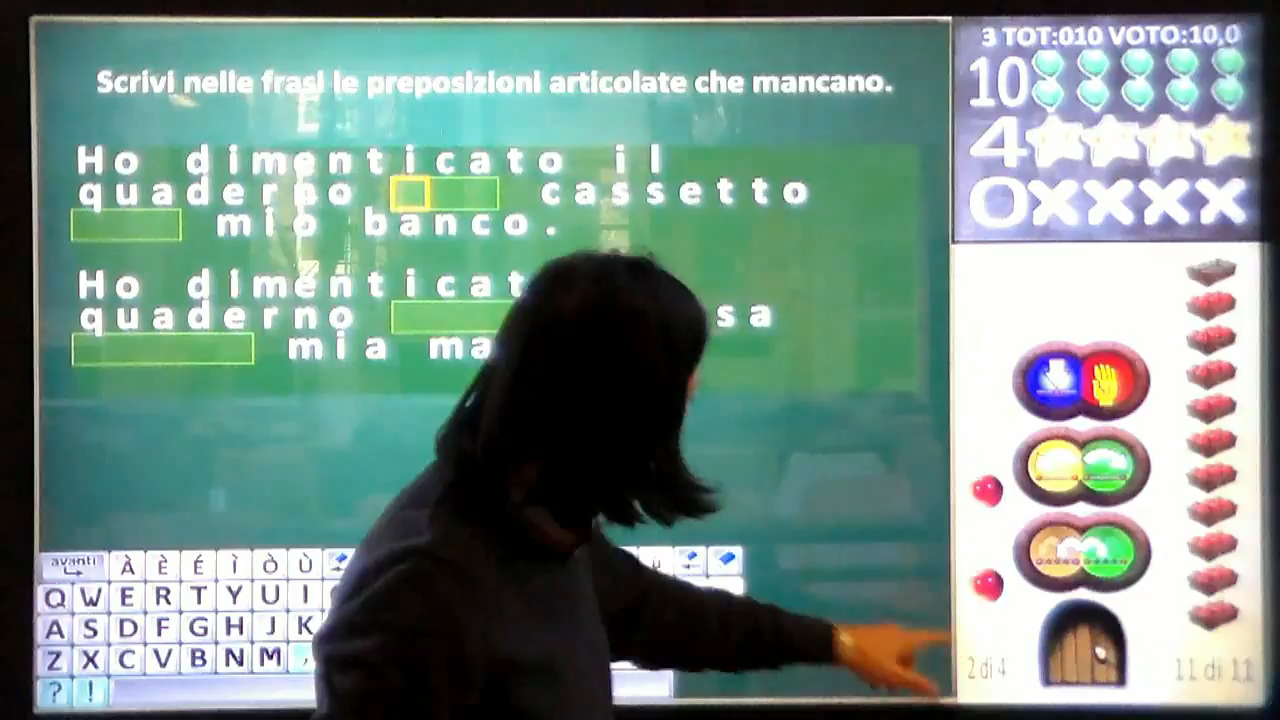 Scrivi nelle frasi le preposizioni articolate che mancano.
Ho dimenticato il
quaderno cassetto
mio banco.
Ho dimenticat
quaderno sa
mia ma
3 TOT:010 VOTO:10,0
10
4
0XXXX
avanti À È É Ì Ò Ù
Q W E R T Y U I
A S D F G H J K
Z X C V B N M ,
? !
2 di 4
11 di 11